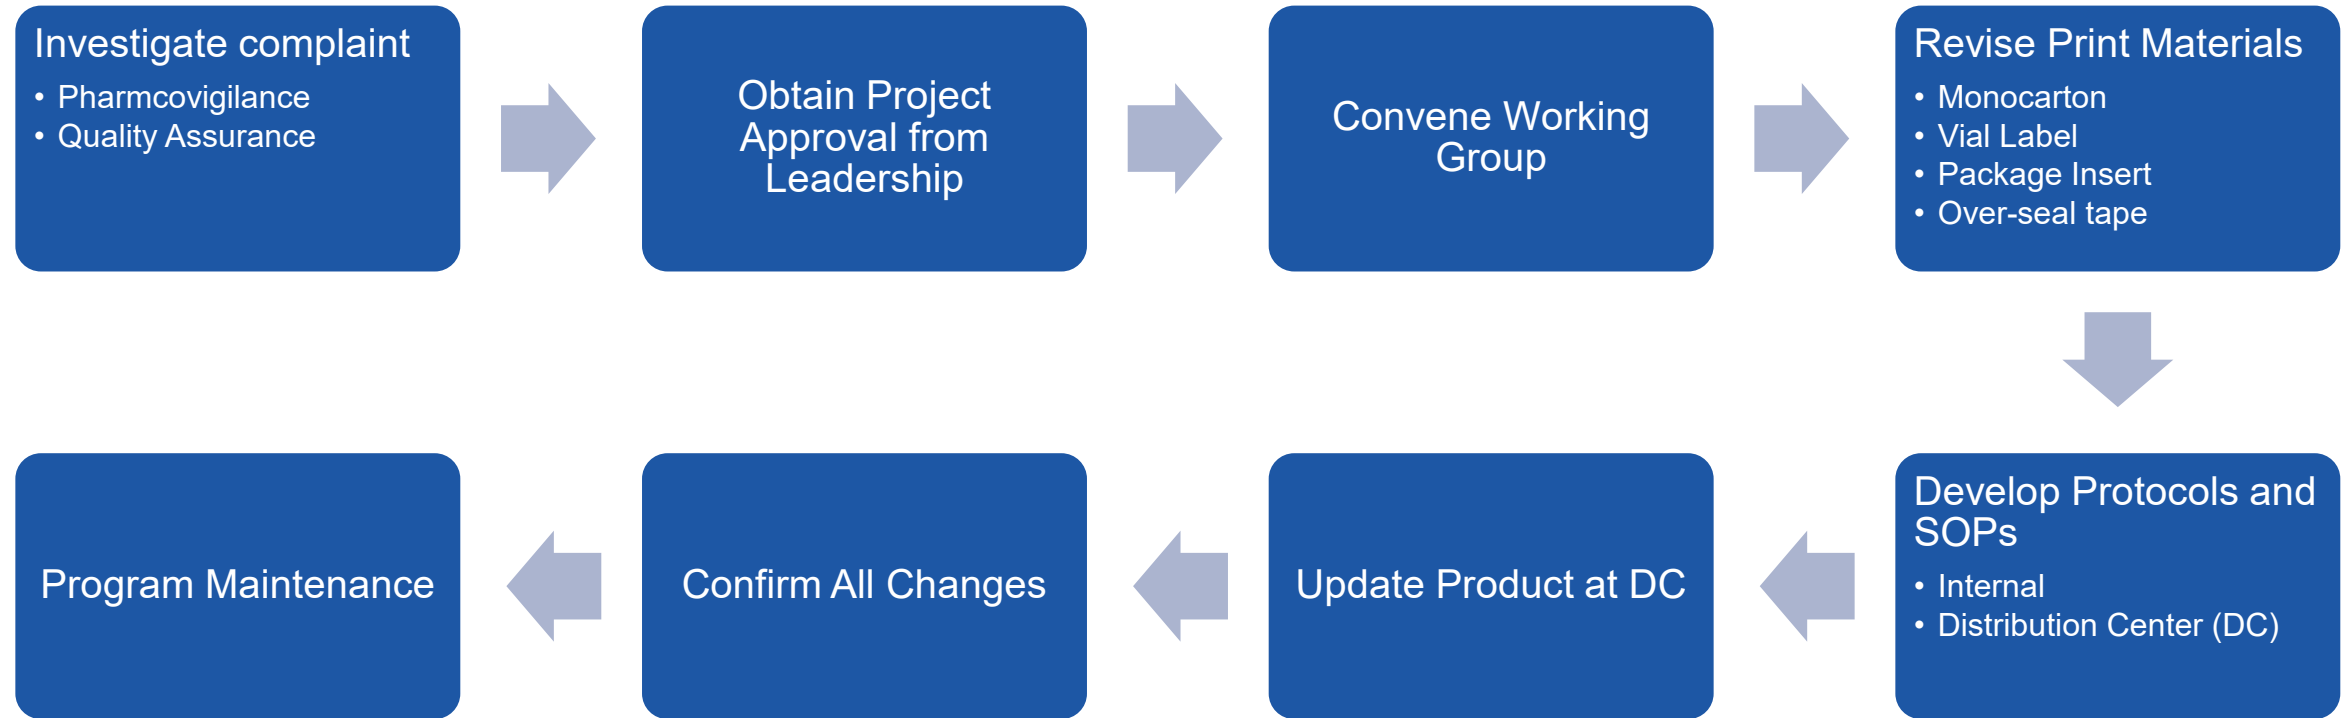 Investigate complaint
• Pharmcovigilance
• Quality Assurance
Obtain Project
Approval from
Leadership
Convene Working
Group
Revise Print Materials
• Monocarton
• Vial Label
• Package Insert
• Over-seal tape
Develop Protocols and
SOPs
• Internal
• Distribution Center (DC)
Update Product at DC
Confirm All Changes
Program Maintenance